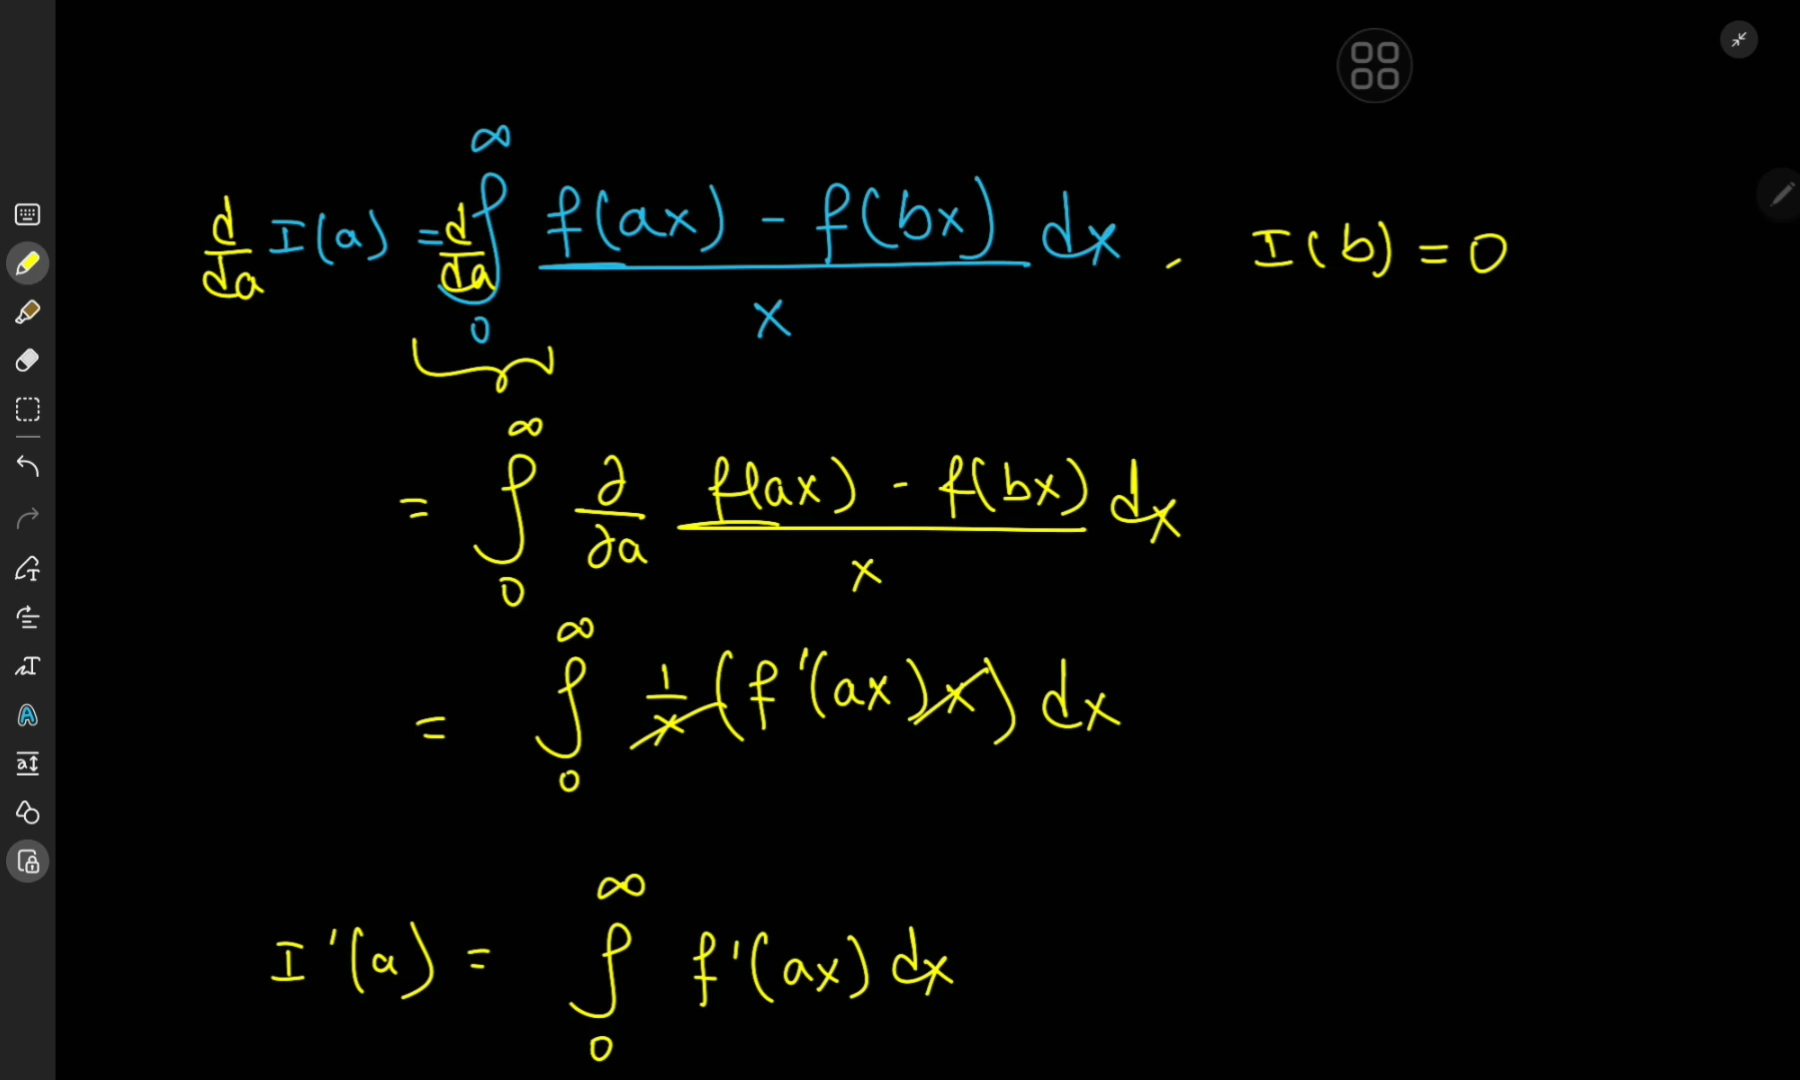 d/da I(a) = d/da ∫₀^∞ (f(ax) - f(bx))/x dx . I(b) = 0
= ∫₀^∞ ∂/∂a (f(ax) - f(bx))/x dx
= ∫₀^∞ 1/x (f'(ax)x) dx
I'(a) = ∫₀^∞ f'(ax) dx